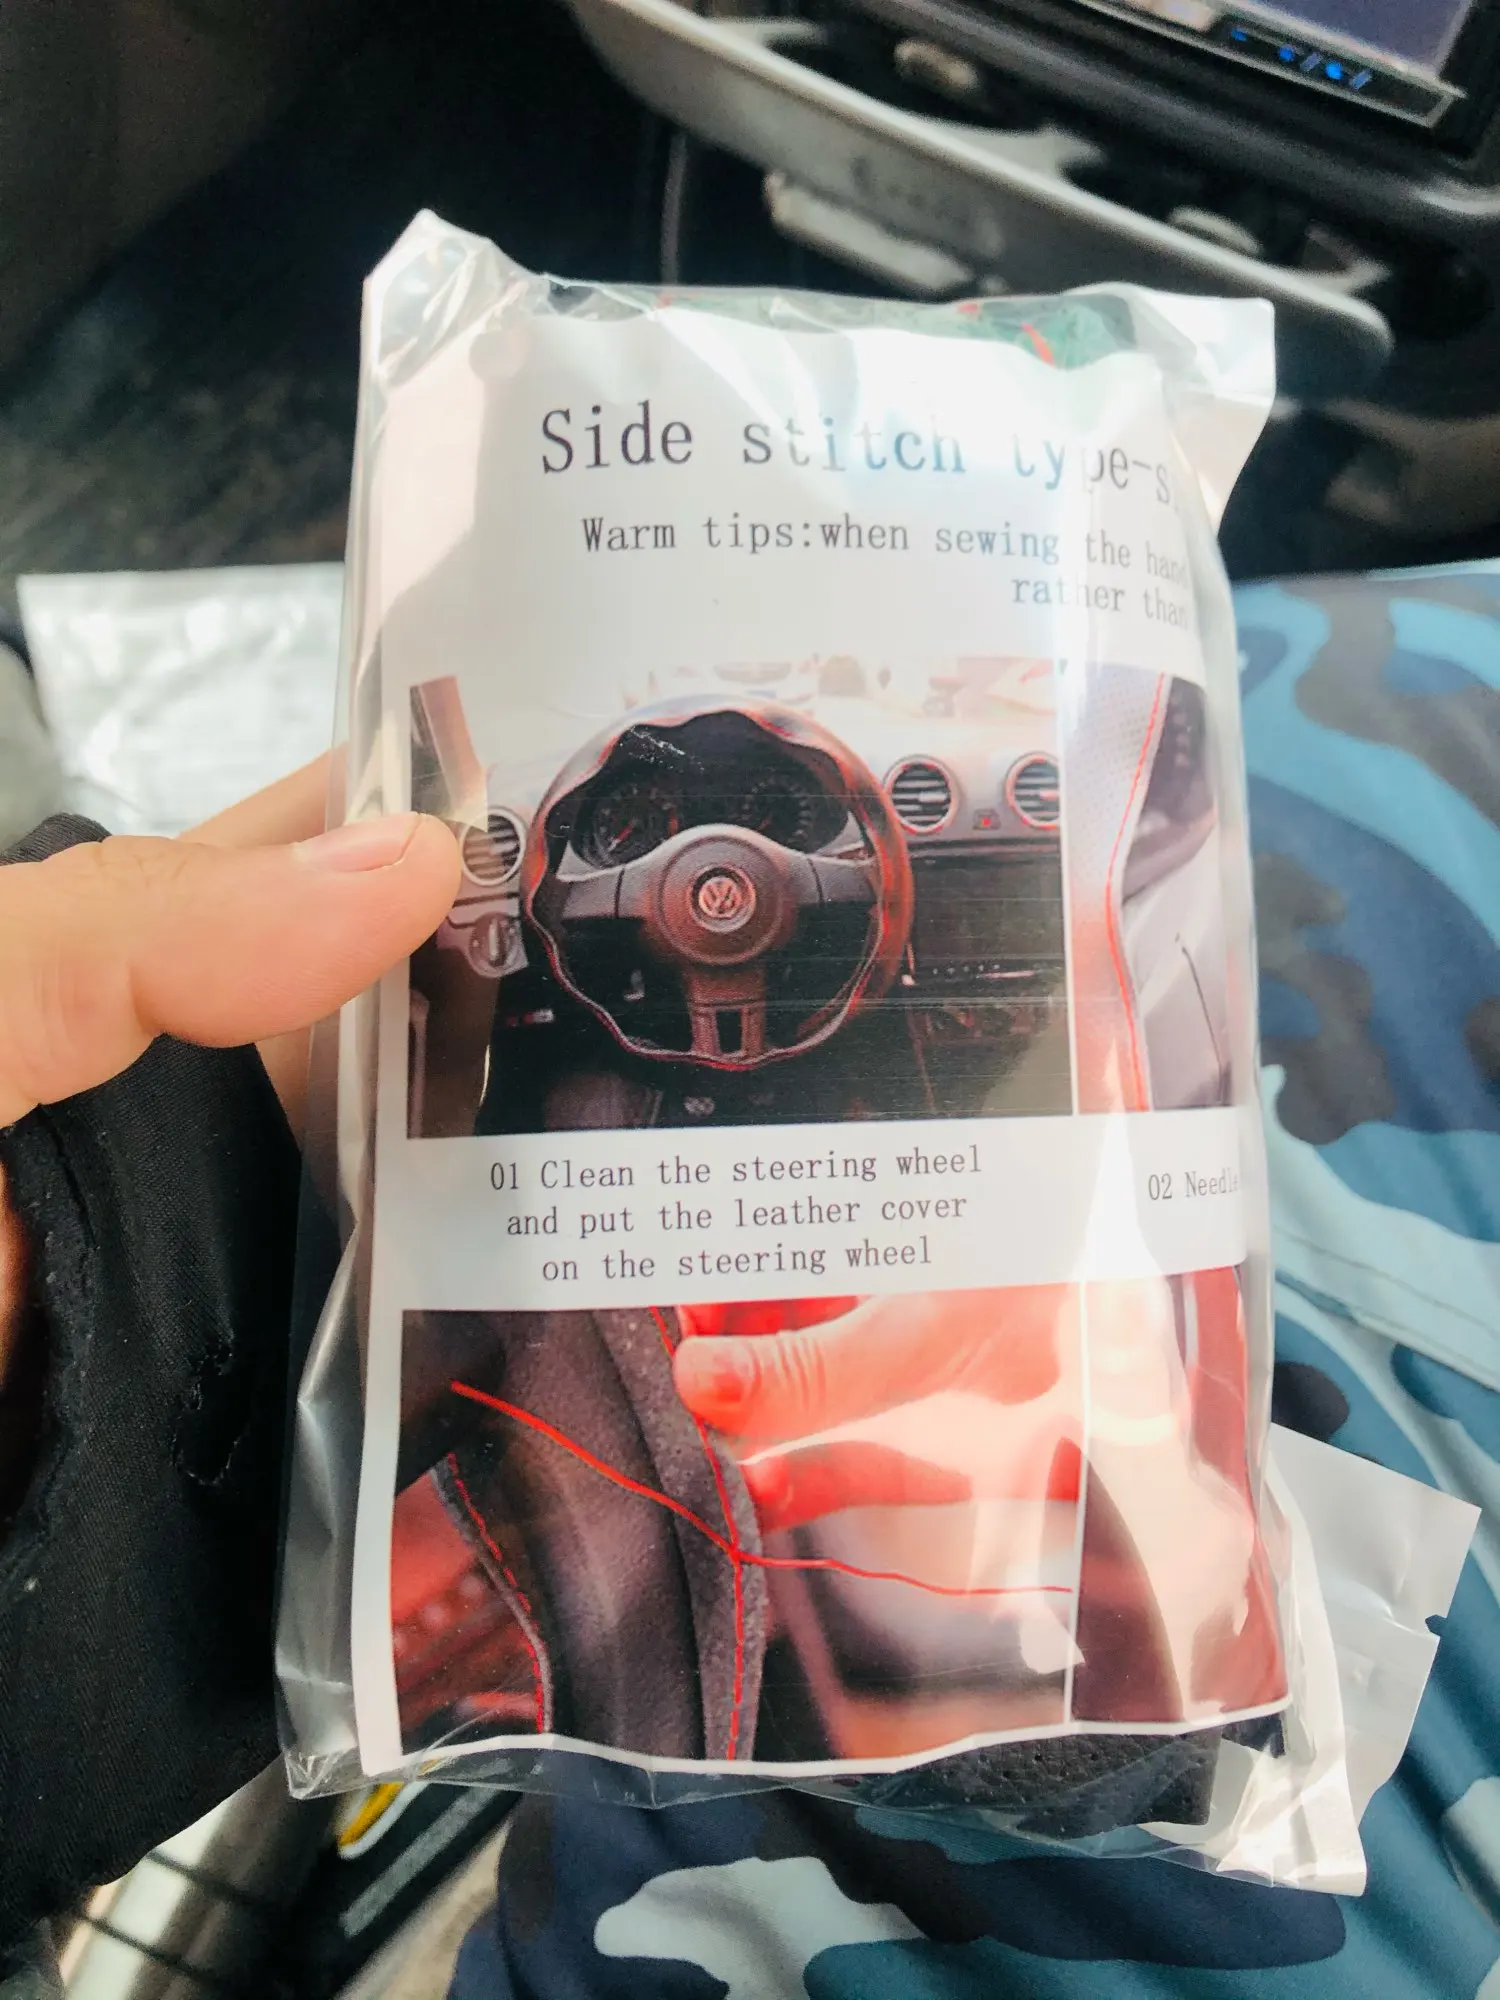 Side stitch type-s
Warm tips:when sewing the hand
rather than
01 Clean the steering wheel
and put the leather cover
on the steering wheel
02 Needle